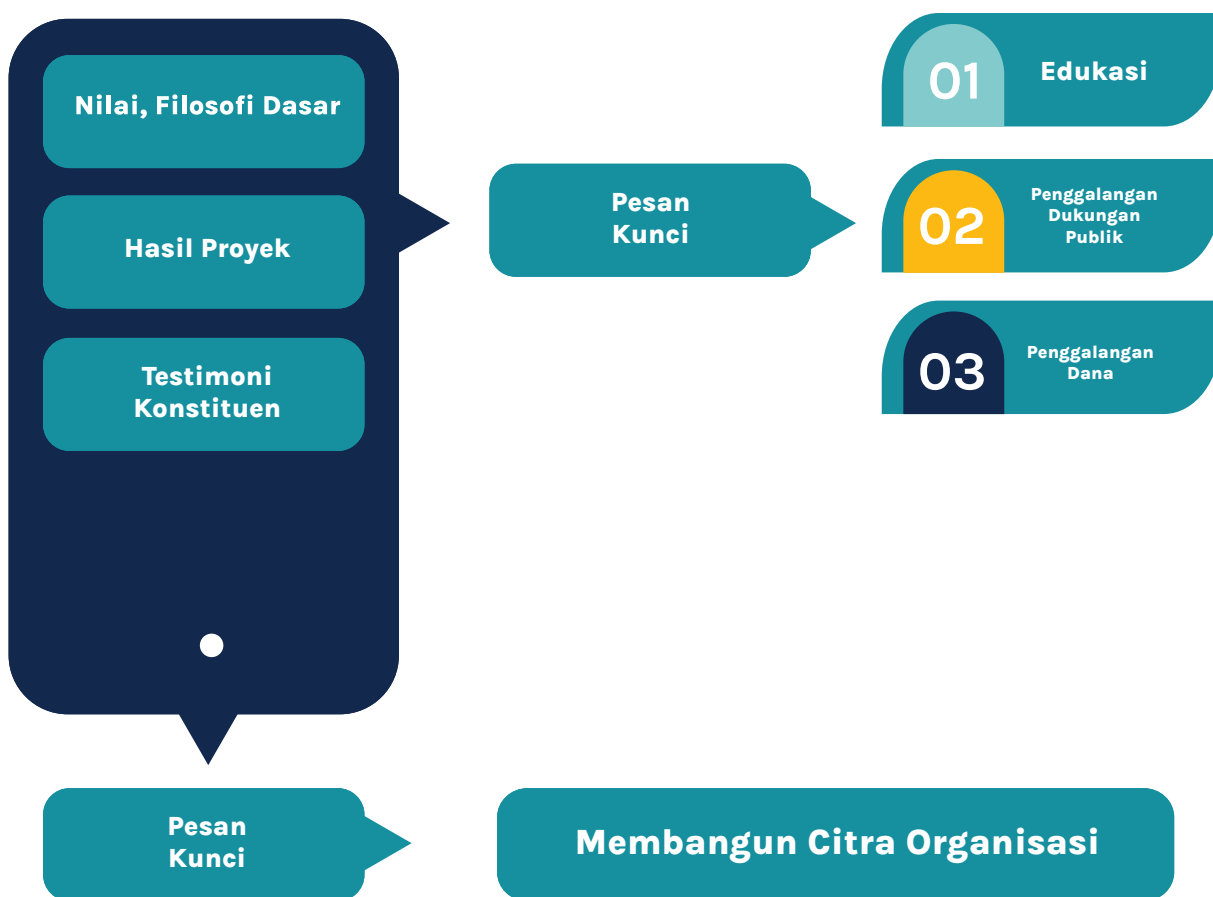 Nilai, Filosofi Dasar
Hasil Proyek
Testimoni
Konstituen
Pesan
Kunci
01
Edukasi
02
Penggalangan
Dukungan
Publik
03
Penggalangan
Dana
Pesan
Kunci
Membangun Citra Organisasi